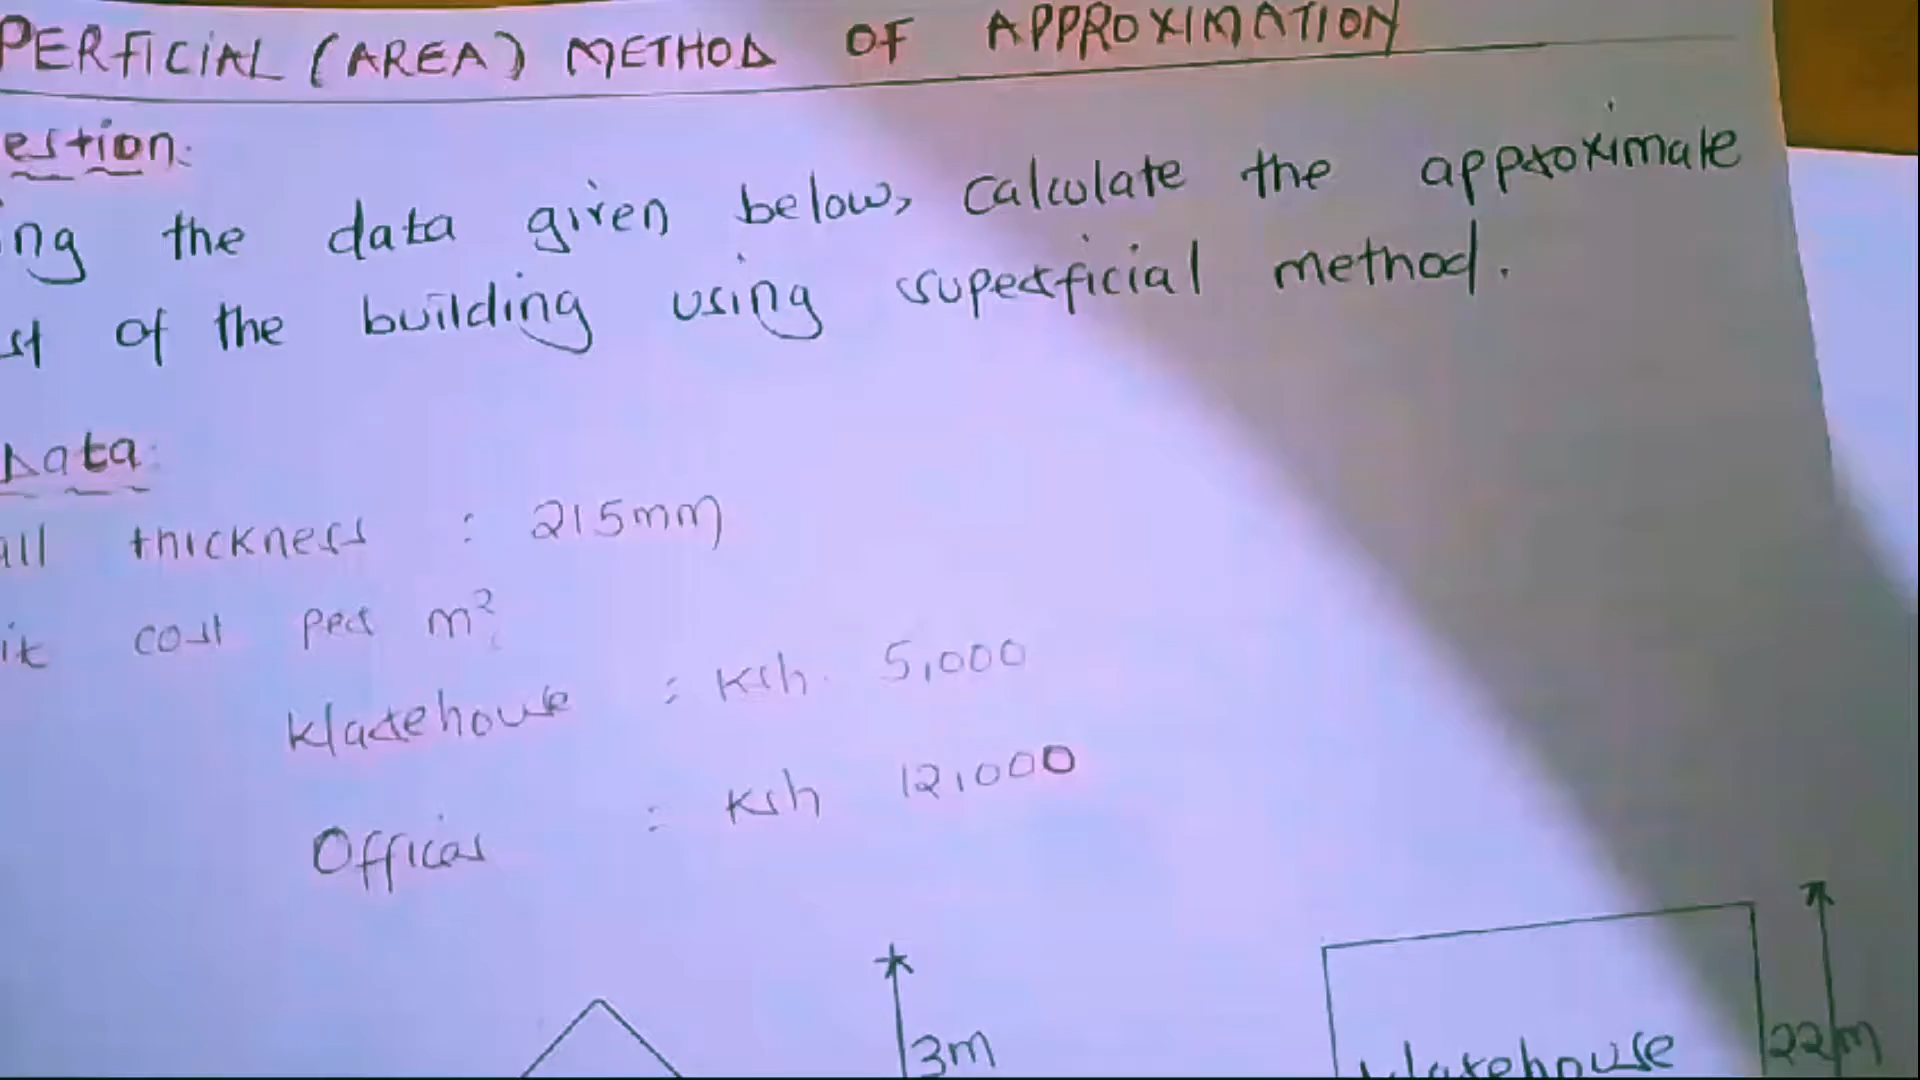 PERFICIAL (AREA) METHOD OF APPROXIMATION
estion:
ng the data given below, calculate the approximate
st of the building using superficial method.
Data:
all thickness : 215mm
it cost per m²
Warehouse : Ksh. 5,000
Offices : Ksh 12,000
3m
Warehouse
22m